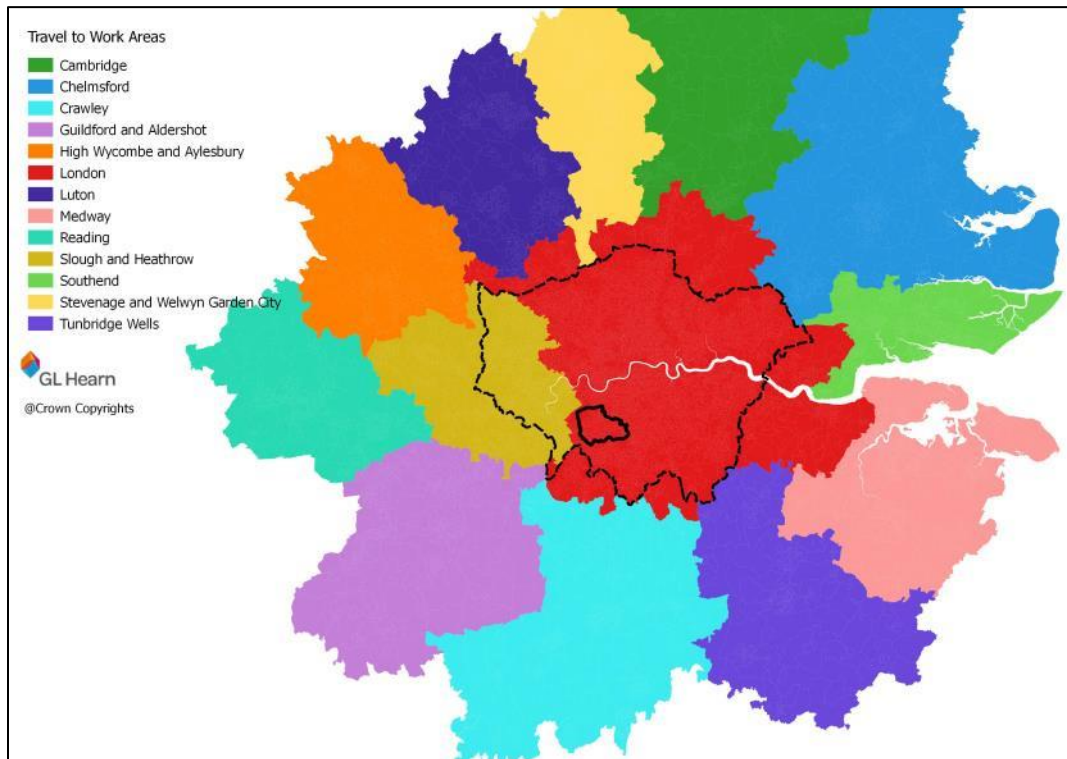 Travel to Work Areas
Cambridge
Chelmsford
Crawley
Guildford and Aldershot
High Wycombe and Aylesbury
London
Luton
Medway
Reading
Slough and Heathrow
Southend
Stevenage and Welwyn Garden City
Tunbridge Wells
GL Hearn
@Crown Copyrights